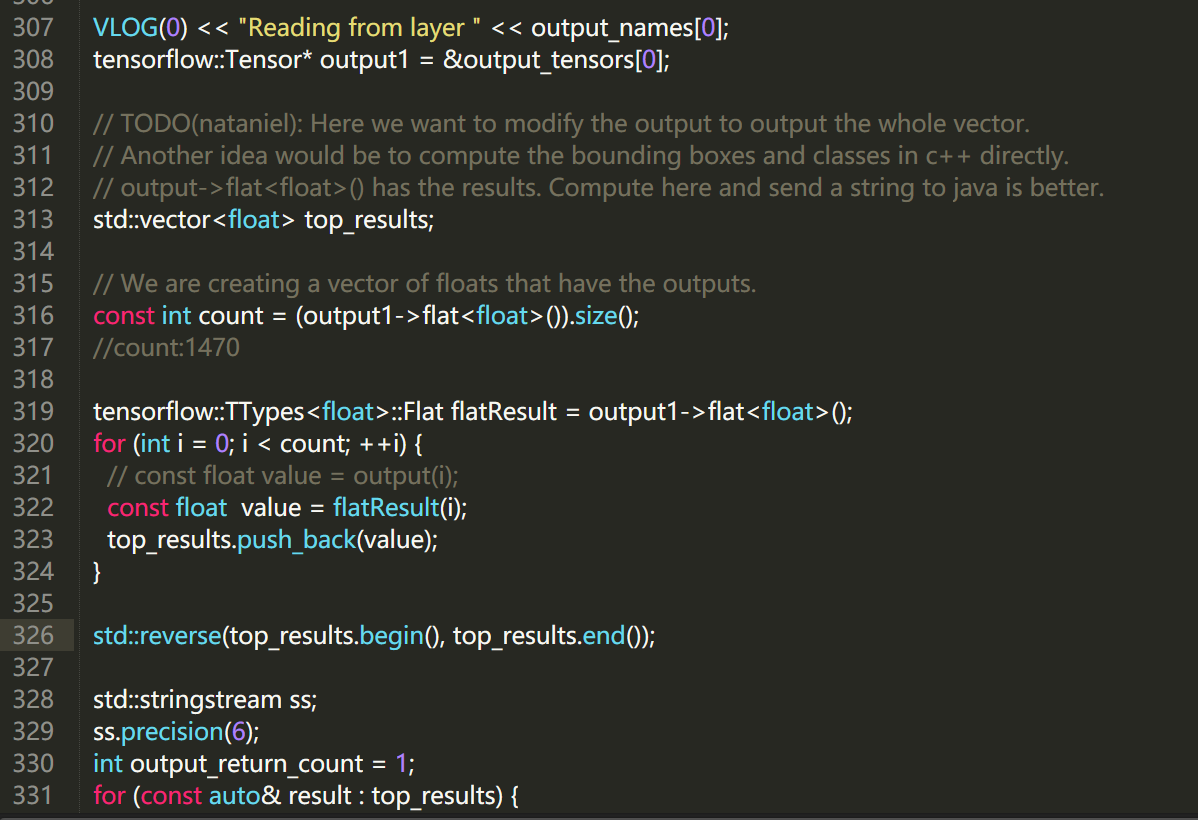 307 VLOG(0) << "Reading from layer " << output_names[0];
308 tensorflow::Tensor* output1 = &output_tensors[0];
309
310 // TODO(nataniel): Here we want to modify the output to output the whole vector.
311 // Another idea would be to compute the bounding boxes and classes in c++ directly.
312 // output->flat<float>() has the results. Compute here and send a string to java is better.
313 std::vector<float> top_results;
314
315 // We are creating a vector of floats that have the outputs.
316 const int count = (output1->flat<float>()).size();
317 //count:1470
318
319 tensorflow::TTypes<float>::Flat flatResult = output1->flat<float>();
320 for (int i = 0; i < count; ++i) {
321 // const float value = output(i);
322 const float  value = flatResult(i);
323 top_results.push_back(value);
324 }
325
326 std::reverse(top_results.begin(), top_results.end());
327
328 std::stringstream ss;
329 ss.precision(6);
330 int output_return_count = 1;
331 for (const auto& result : top_results) {